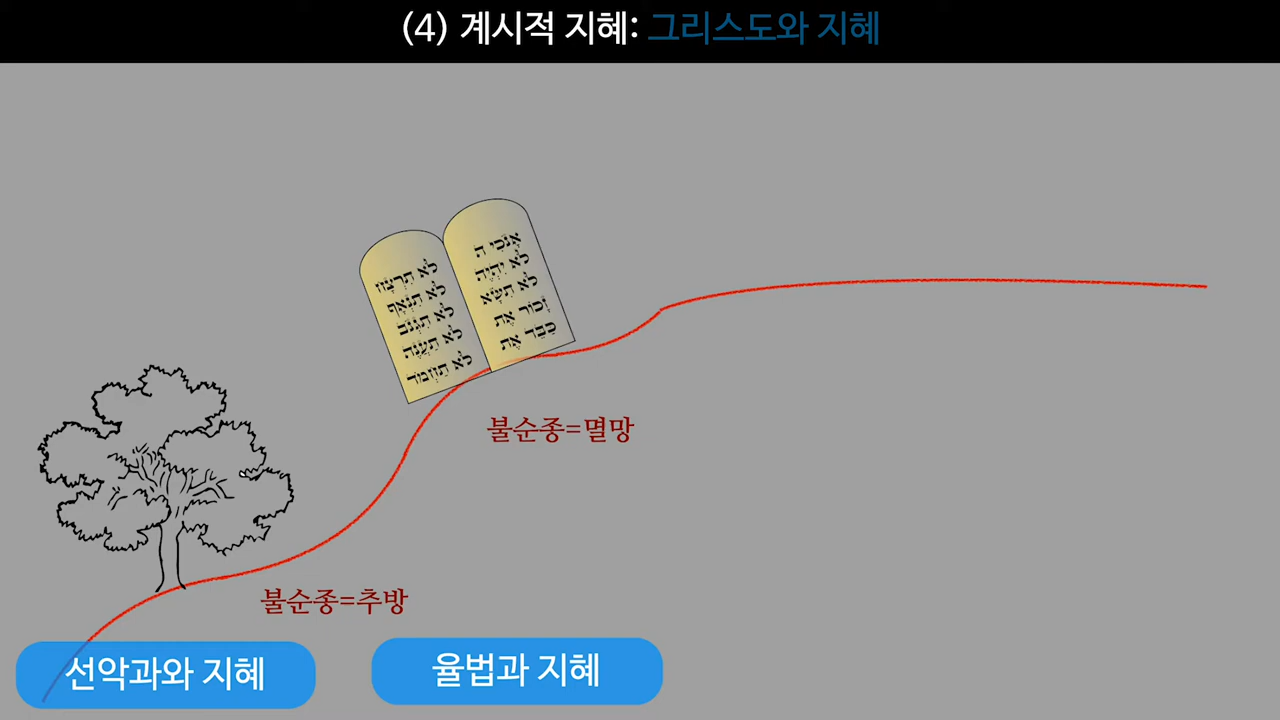 (4) 계시적 지혜: 그리스도와 지혜
אָנֹכִי ה
לֹא יִהְיֶה
לֹא תִשָּׂא
זָכוֹר אֶת
כַּבֵּד אֶת
לֹא תִּרְצָח
לֹא תִּנְאָף
לֹא תִּגְנֹב
לֹא תַעֲנֶה
לֹא תַחְמֹד
불순종=멸망
불순종=추방
선악과와 지혜
율법과 지혜